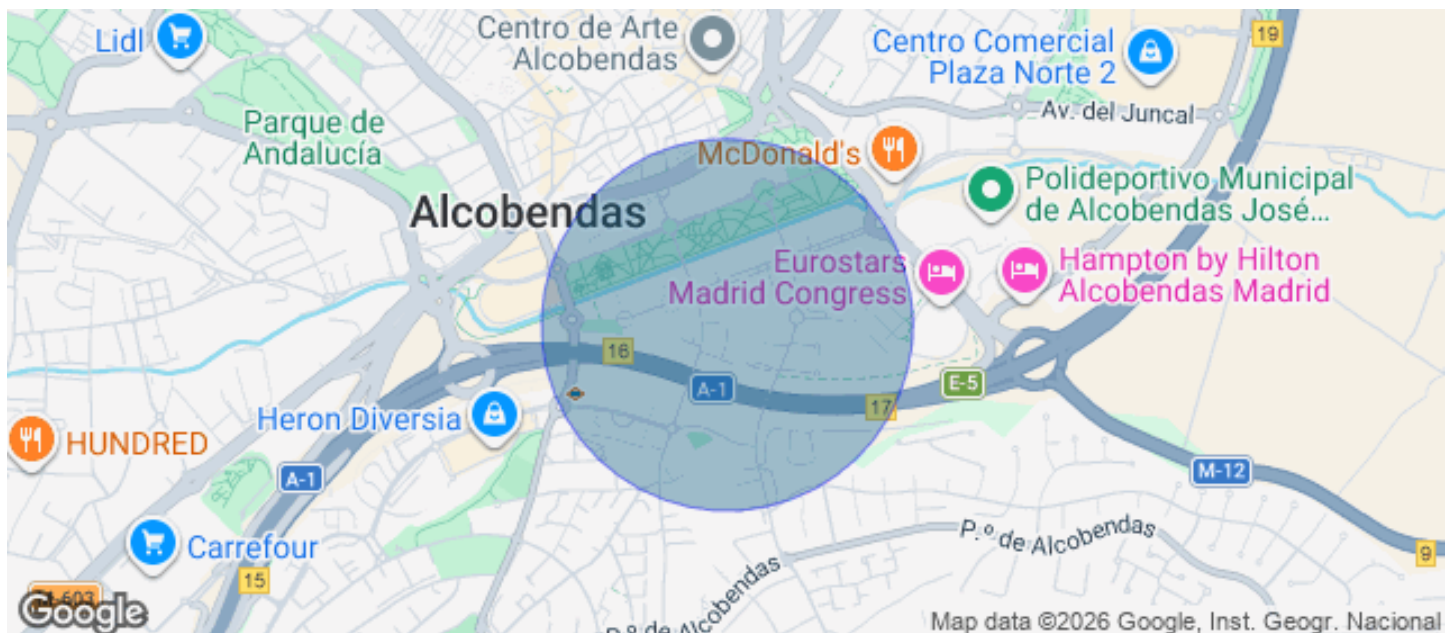 Lidl
Centro de Arte
Alcobendas
Centro Comercial
Plaza Norte 2
19
Av. del Juncal
Parque de
Andalucía
McDonald's
Polideportivo Municipal
de Alcobendas José...
Alcobendas
Eurostars
Madrid Congress
Hampton by Hilton
Alcobendas Madrid
16
A-1
E-5
17
Heron Diversia
HUNDRED
A-1
M-12
P.º de Alcobendas
Carrefour
9
15
P.º de Alcobendas
Google
Map data ©2026 Google, Inst. Geogr. Nacional